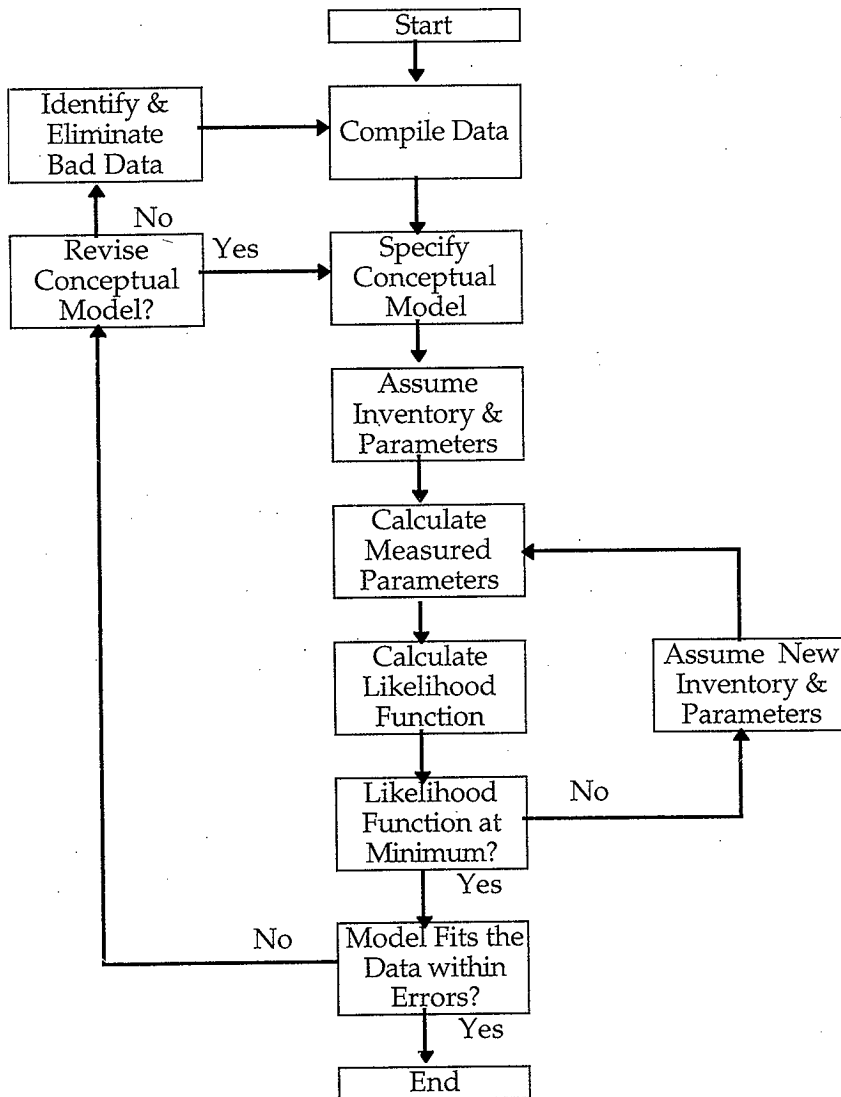 Start
Identify &
Eliminate
Bad Data
Compile Data
No
Revise
Conceptual
Model?
Yes
Specify
Conceptual
Model
Assume
Inventory &
Parameters
Calculate
Measured
Parameters
Calculate
Likelihood
Function
Assume New
Inventory &
Parameters
Likelihood
Function at
Minimum?
No
Yes
No
Model Fits the
Data within
Errors?
Yes
End